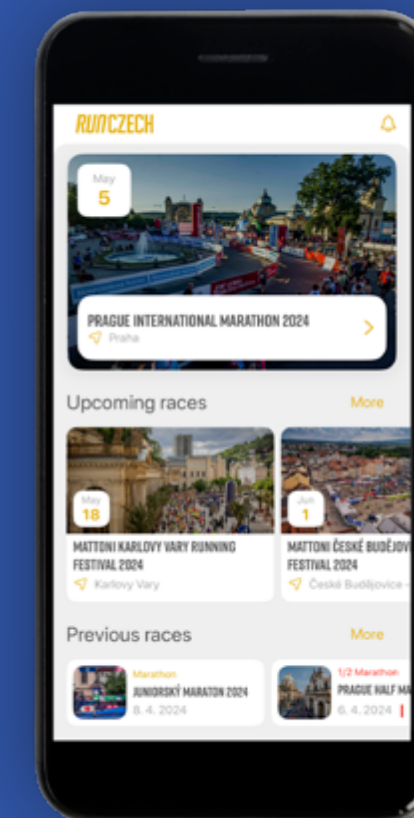 RUNCZECH
May
5
PRAGUE INTERNATIONAL MARATHON 2024
Praha
Upcoming races
More
May
18
MATTONI KARLOVY VARY RUNNING
FESTIVAL 2024
Karlovy Vary
Jun
1
MATTONI ČESKÉ BUDĚJOV
FESTIVAL 2024
České Budějovice -
Previous races
More
Marathon
JUNIORSKÝ MARATON 2024
8. 4. 2024
1/2 Marathon
PRAGUE HALF MA
6. 4. 2024